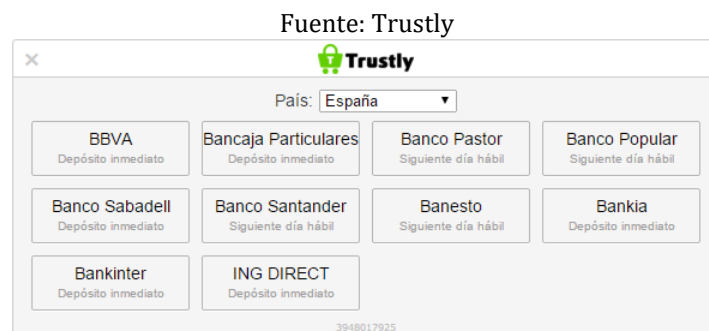 Fuente: Trustly
×
Trustly
País: España
BBVA
Depósito inmediato
Bancaja Particulares
Depósito inmediato
Banco Pastor
Siguiente día hábil
Banco Popular
Siguiente día hábil
Banco Sabadell
Depósito inmediato
Banco Santander
Siguiente día hábil
Banesto
Siguiente día hábil
Bankia
Depósito inmediato
Bankinter
Depósito inmediato
ING DIRECT
Depósito inmediato
3948017925